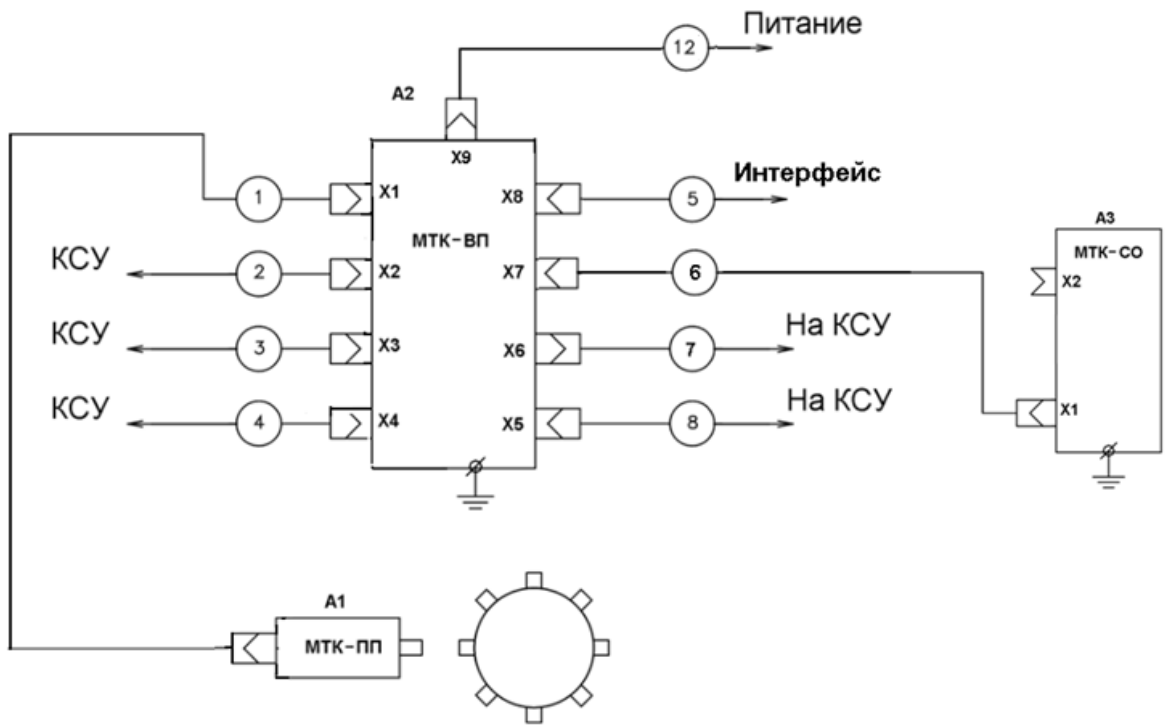 Питание
12
A2
X9
1
X1
X8
5
Интерфейс
A3
МТК-ВП
МТК-СО
КСУ
2
X2
X7
6
X2
КСУ
3
X3
X6
7
На КСУ
КСУ
4
X4
X5
8
На КСУ
X1
A1
МТК-ПП